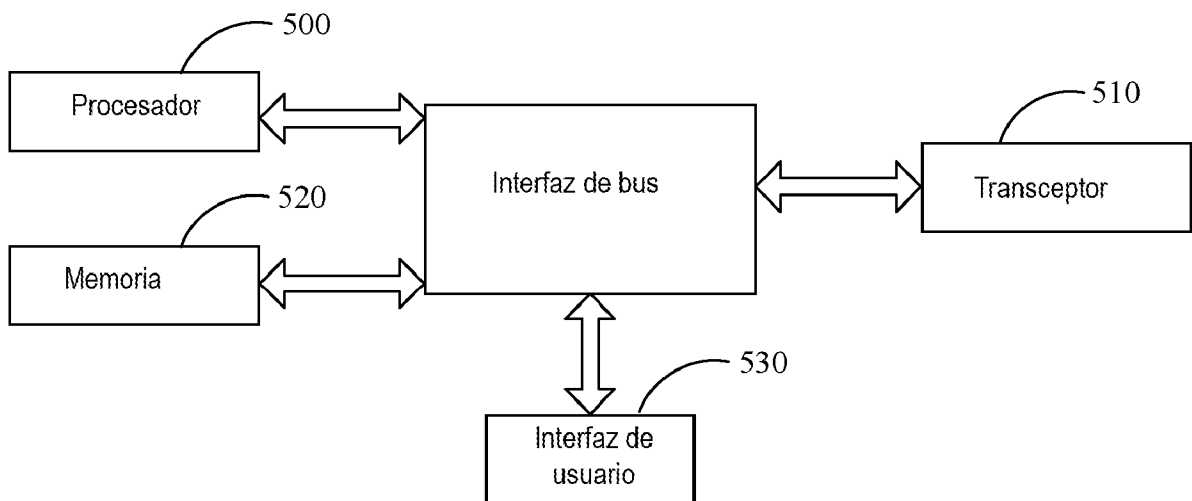 500
Procesador
510
Interfaz de bus
Transceptor
520
Memoria
530
Interfaz de
usuario